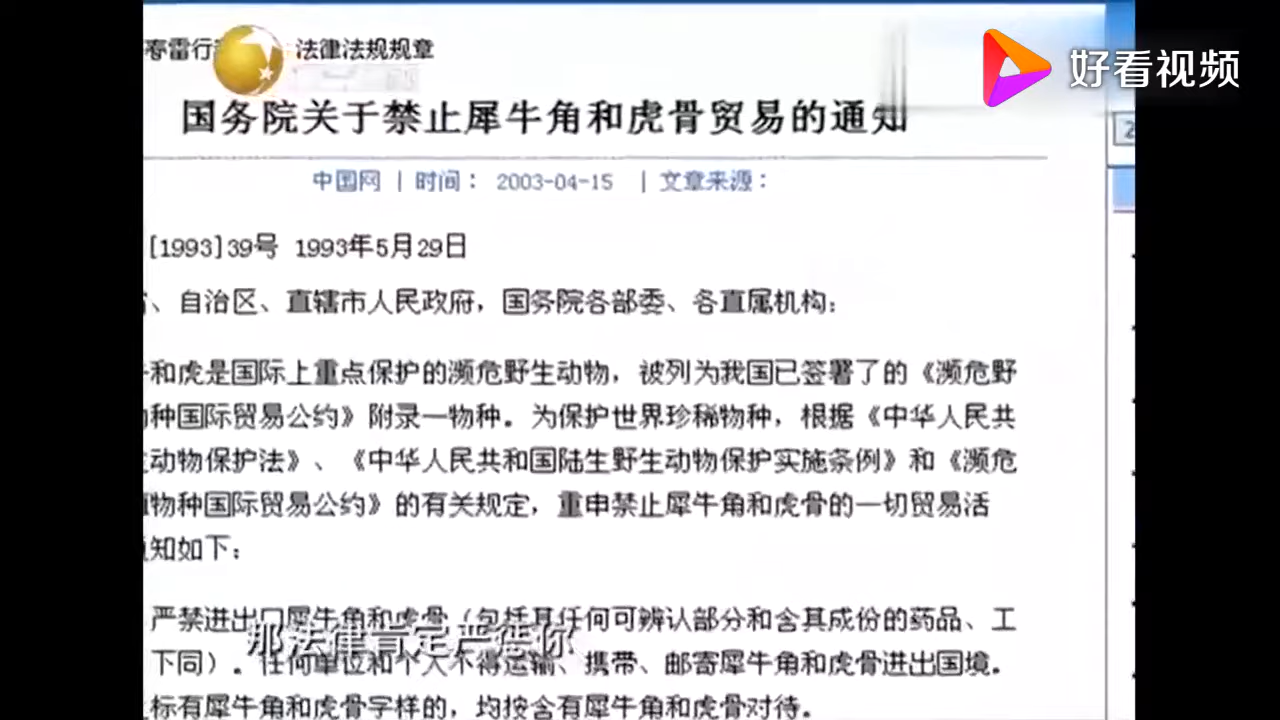 春雷行 法律法规规章
好看视频
国务院关于禁止犀牛角和虎骨贸易的通知
中国网 | 时间： 2003-04-15 | 文章来源：
[1993]39号 1993年5月29日
、自治区、直辖市人民政府，国务院各部委、各直属机构:
和虎是国际上重点保护的濒危野生动物，被列为我国已签署了的《濒危野
种国际贸易公约》附录一物种。为保护世界珍稀物种，根据《中华人民共
动物保护法》、《中华人民共和国陆生野生动物保护实施条例》和《濒危
物种国际贸易公约》的有关规定，重申禁止犀牛角和虎骨的一切贸易活
知如下:
严禁进出口犀牛角和虎骨（包括其任何可辨认部分和含其成份的药品、工
下同）。任何单位和个人不得运输、携带、邮寄犀牛角和虎骨进出国境。
标有犀牛角和虎骨字样的，均按含有犀牛角和虎骨对待。
那法律肯定严惩你